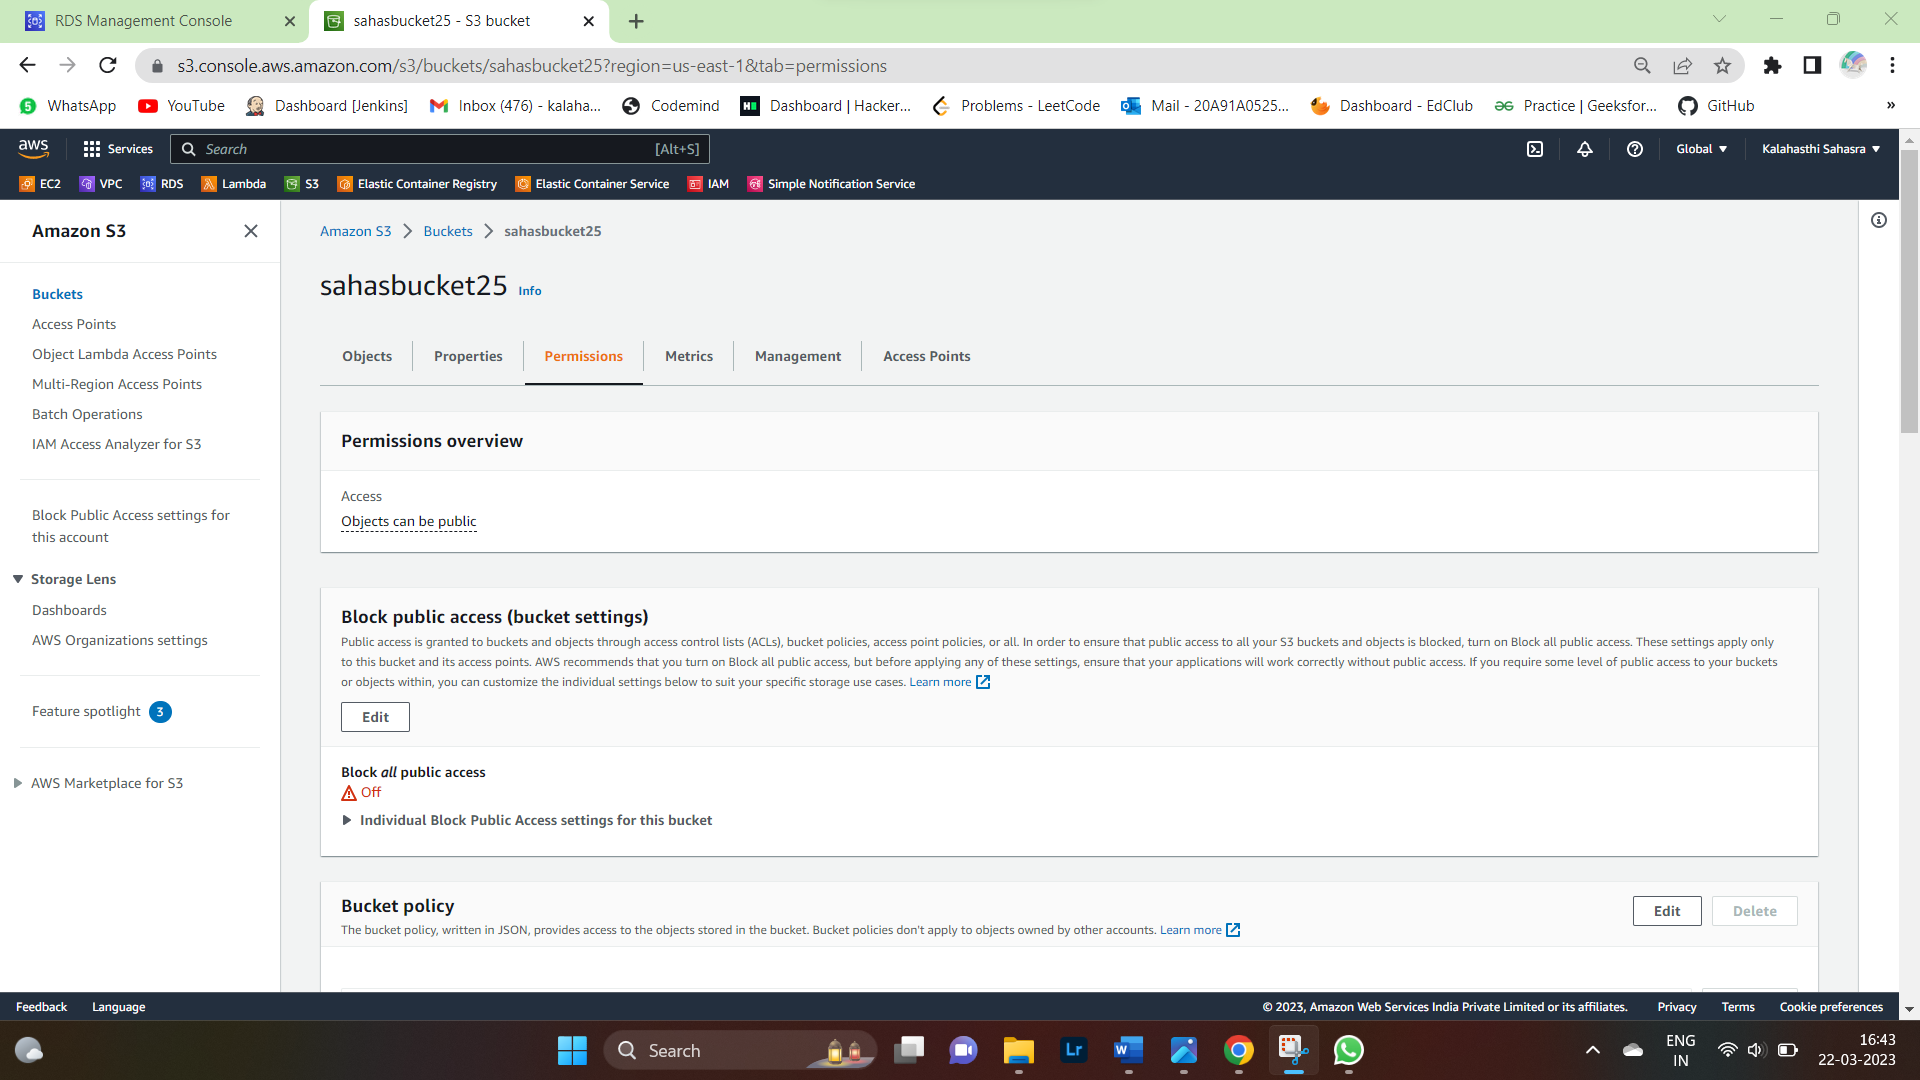 RDS Management Console
sahasbucket25 - S3 bucket
s3.console.aws.amazon.com/s3/buckets/sahasbucket25?region=us-east-1&tab=permissions
WhatsApp
YouTube
Dashboard [Jenkins]
Inbox (476) - kalaha...
Codemind
Dashboard | Hacker...
Problems - LeetCode
Mail - 20A91A0525...
Dashboard - EdClub
Practice | Geeksfor...
GitHub
»
aws
Services
Search
[Alt+S]
Global
Kalahasthi Sahasra
EC2
VPC
RDS
Lambda
S3
Elastic Container Registry
Elastic Container Service
IAM
Simple Notification Service
Amazon S3
Buckets
Access Points
Object Lambda Access Points
Multi-Region Access Points
Batch Operations
IAM Access Analyzer for S3
Block Public Access settings for
this account
Storage Lens
Dashboards
AWS Organizations settings
Feature spotlight 3
AWS Marketplace for S3
Amazon S3 > Buckets > sahasbucket25
sahasbucket25 Info
Objects
Properties
Permissions
Metrics
Management
Access Points
Permissions overview
Access
Objects can be public
Block public access (bucket settings)
Public access is granted to buckets and objects through access control lists (ACLs), bucket policies, access point policies, or all. In order to ensure that public access to all your S3 buckets and objects is blocked, turn on Block all public access. These settings apply only
to this bucket and its access points. AWS recommends that you turn on Block all public access, but before applying any of these settings, ensure that your applications will work correctly without public access. If you require some level of public access to your buckets
or objects within, you can customize the individual settings below to suit your specific storage use cases. Learn more
Edit
Block all public access
Off
Individual Block Public Access settings for this bucket
Bucket policy
Edit
Delete
The bucket policy, written in JSON, provides access to the objects stored in the bucket. Bucket policies don't apply to objects owned by other accounts. Learn more
Feedback
Language
© 2023, Amazon Web Services India Private Limited or its affiliates.
Privacy
Terms
Cookie preferences
Search
Lr
W
ENG
IN
16:43
22-03-2023